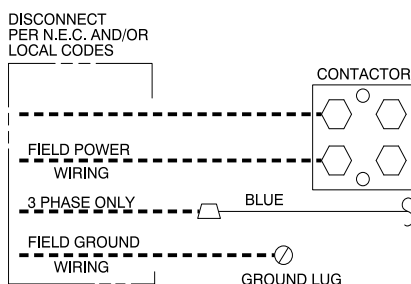 DISCONNECT
PER N.E.C. AND/OR
LOCAL CODES
CONTACTOR
FIELD POWER
WIRING
3 PHASE ONLY
BLUE
FIELD GROUND
WIRING
GROUND LUG